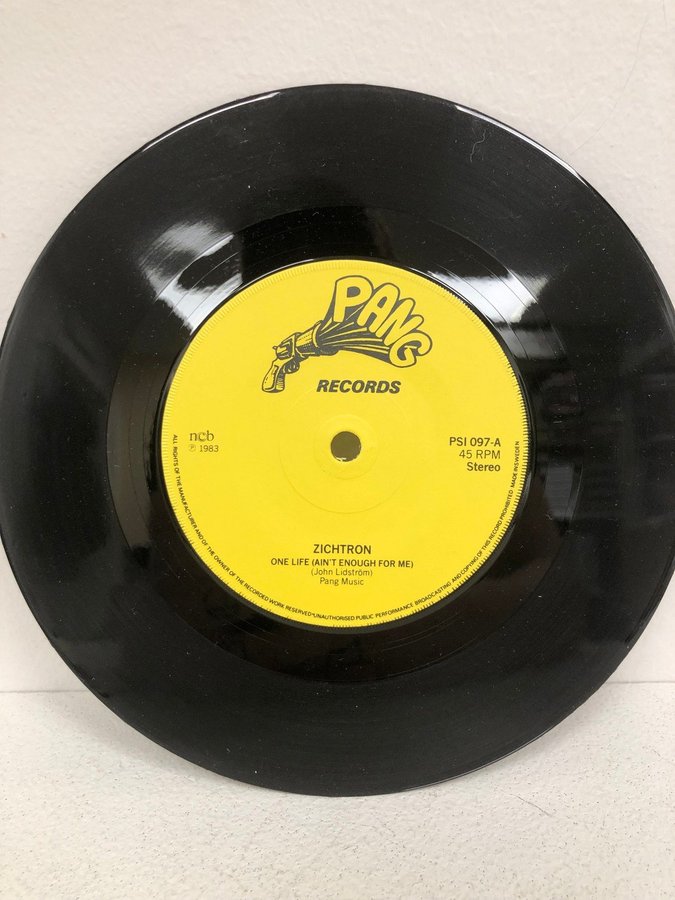 PANG
RECORDS
ncb
℗ 1983
PSI 097-A
45 RPM
Stereo
ZICHTRON
ONE LIFE (AIN'T ENOUGH FOR ME)
(John Lidström)
Pang Music
ALL RIGHTS OF THE MANUFACTURER AND OF THE OWNER OF THE RECORDED WORK RESERVED•UNAUTHORISED PUBLIC PERFORMANCE BROADCASTING AND COPYING OF THIS RECORD PROHIBITED MADE IN SWEDEN